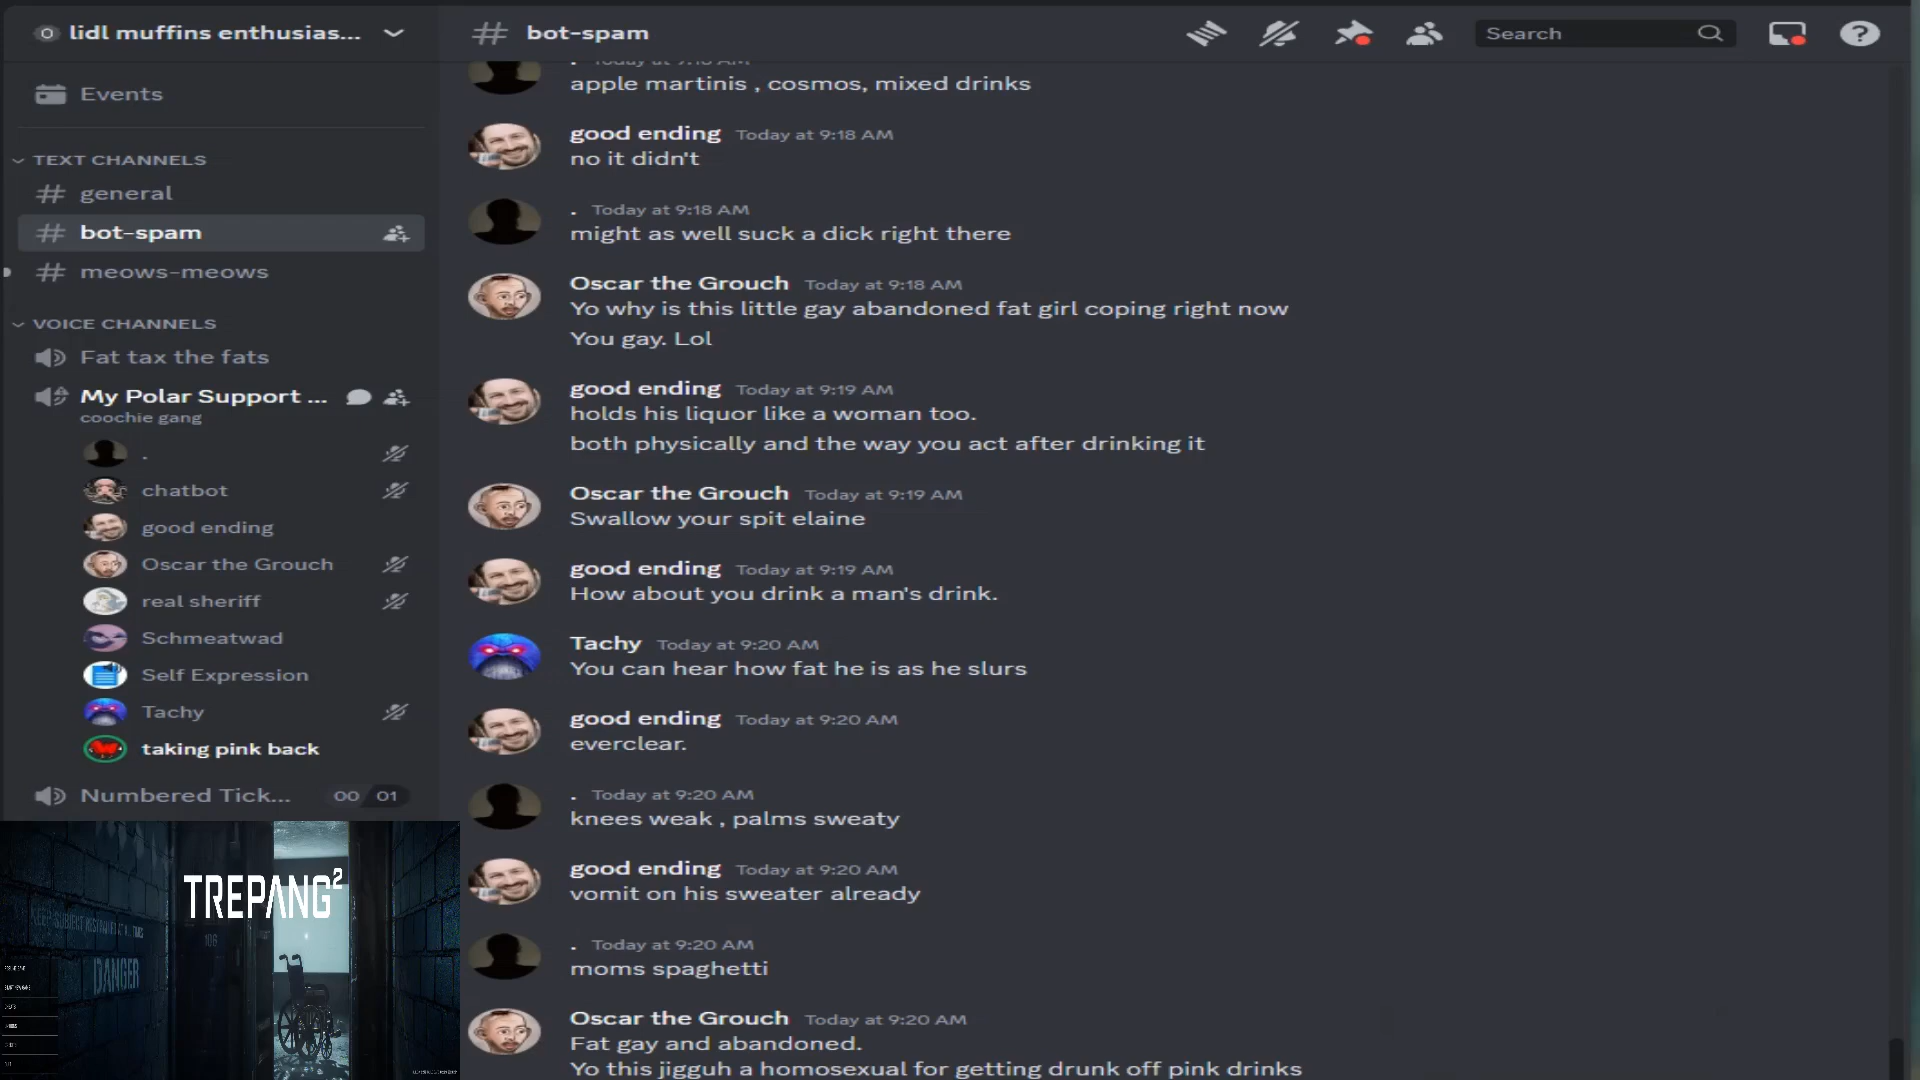 lidl muffins enthusias...
bot-spam
Search
Events
TEXT CHANNELS
general
bot-spam
meows-meows
VOICE CHANNELS
Fat tax the fats
My Polar Support ...
coochie gang
.
chatbot
good ending
Oscar the Grouch
real sheriff
Schmeatwad
Self Expression
Tachy
taking pink back
Numbered Tick...
00 01
TREPANG²
106
DANGER
.
apple martinis , cosmos, mixed drinks
good ending Today at 9:18 AM
no it didn't
. Today at 9:18 AM
might as well suck a dick right there
Oscar the Grouch Today at 9:18 AM
Yo why is this little gay abandoned fat girl coping right now
You gay. Lol
good ending Today at 9:19 AM
holds his liquor like a woman too.
both physically and the way you act after drinking it
Oscar the Grouch Today at 9:19 AM
Swallow your spit elaine
good ending Today at 9:19 AM
How about you drink a man's drink.
Tachy Today at 9:20 AM
You can hear how fat he is as he slurs
good ending Today at 9:20 AM
everclear.
. Today at 9:20 AM
knees weak , palms sweaty
good ending Today at 9:20 AM
vomit on his sweater already
. Today at 9:20 AM
moms spaghetti
Oscar the Grouch Today at 9:20 AM
Fat gay and abandoned.
Yo this jigguh a homosexual for getting drunk off pink drinks